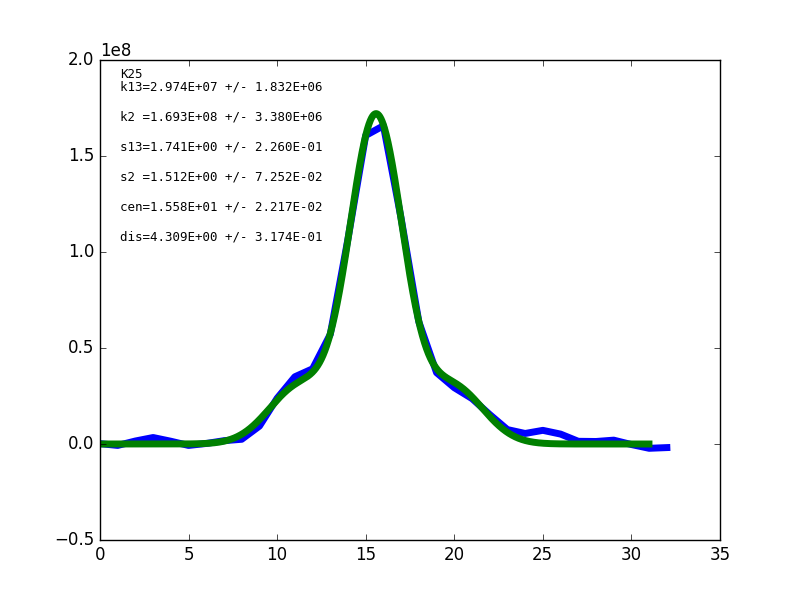 1e8
2.0
K25
k13=2.974E+07 +/- 1.832E+06
k2 =1.693E+08 +/- 3.380E+06
1.5
s13=1.741E+00 +/- 2.260E-01
s2 =1.512E+00 +/- 7.252E-02
cen=1.558E+01 +/- 2.217E-02
dis=4.309E+00 +/- 3.174E-01
1.0
0.5
0.0
−0.5
0 5 10 15 20 25 30 35